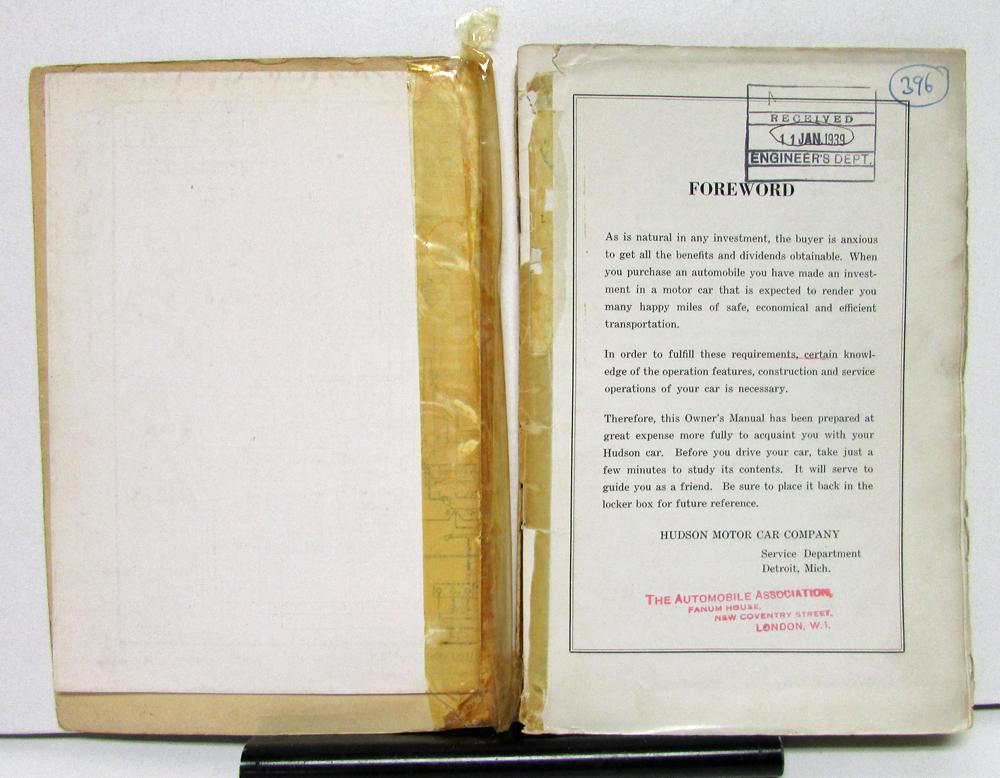 396
RECEIVED
11 JAN. 1939
ENGINEER'S DEPT.
FOREWORD
As is natural in any investment, the buyer is anxious
to get all the benefits and dividends obtainable. When
you purchase an automobile you have made an invest-
ment in a motor car that is expected to render you
many happy miles of safe, economical and efficient
transportation.
In order to fulfill these requirements, certain knowl-
edge of the operation features, construction and service
operations of your car is necessary.
Therefore, this Owner's Manual has been prepared at
great expense more fully to acquaint you with your
Hudson car. Before you drive your car, take just a
few minutes to study its contents. It will serve to
guide you as a friend. Be sure to place it back in the
locker box for future reference.
HUDSON MOTOR CAR COMPANY
Service Department
Detroit, Mich.
THE AUTOMOBILE ASSOCIATION,
FANUM HOUSE,
NEW COVENTRY STREET,
LONDON, W.1.